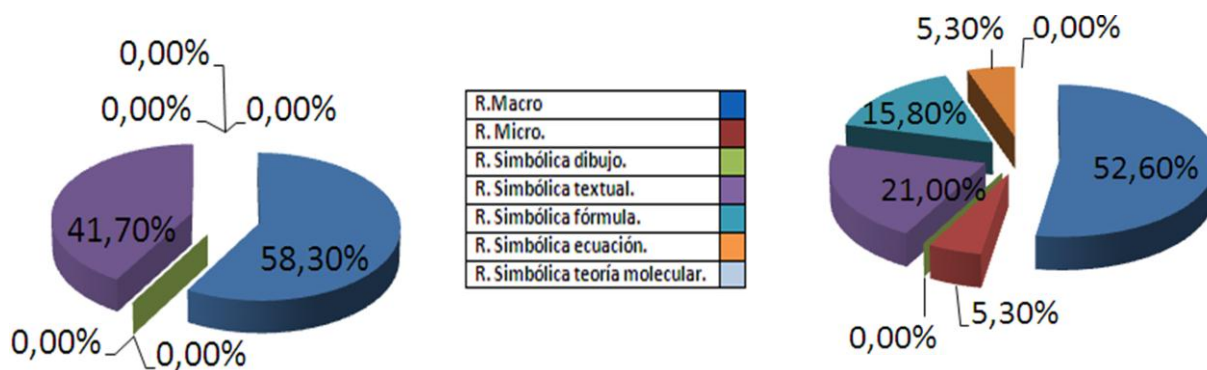 0,00%
0,00%
0,00%
41,70%
58,30%
0,00%
0,00%
R.Macro
R. Micro.
R. Simbólica dibujo.
R. Simbólica textual.
R. Simbólica fórmula.
R. Simbólica ecuación.
R. Simbólica teoría molecular.
5,30%
0,00%
15,80%
52,60%
21,00%
5,30%
0,00%